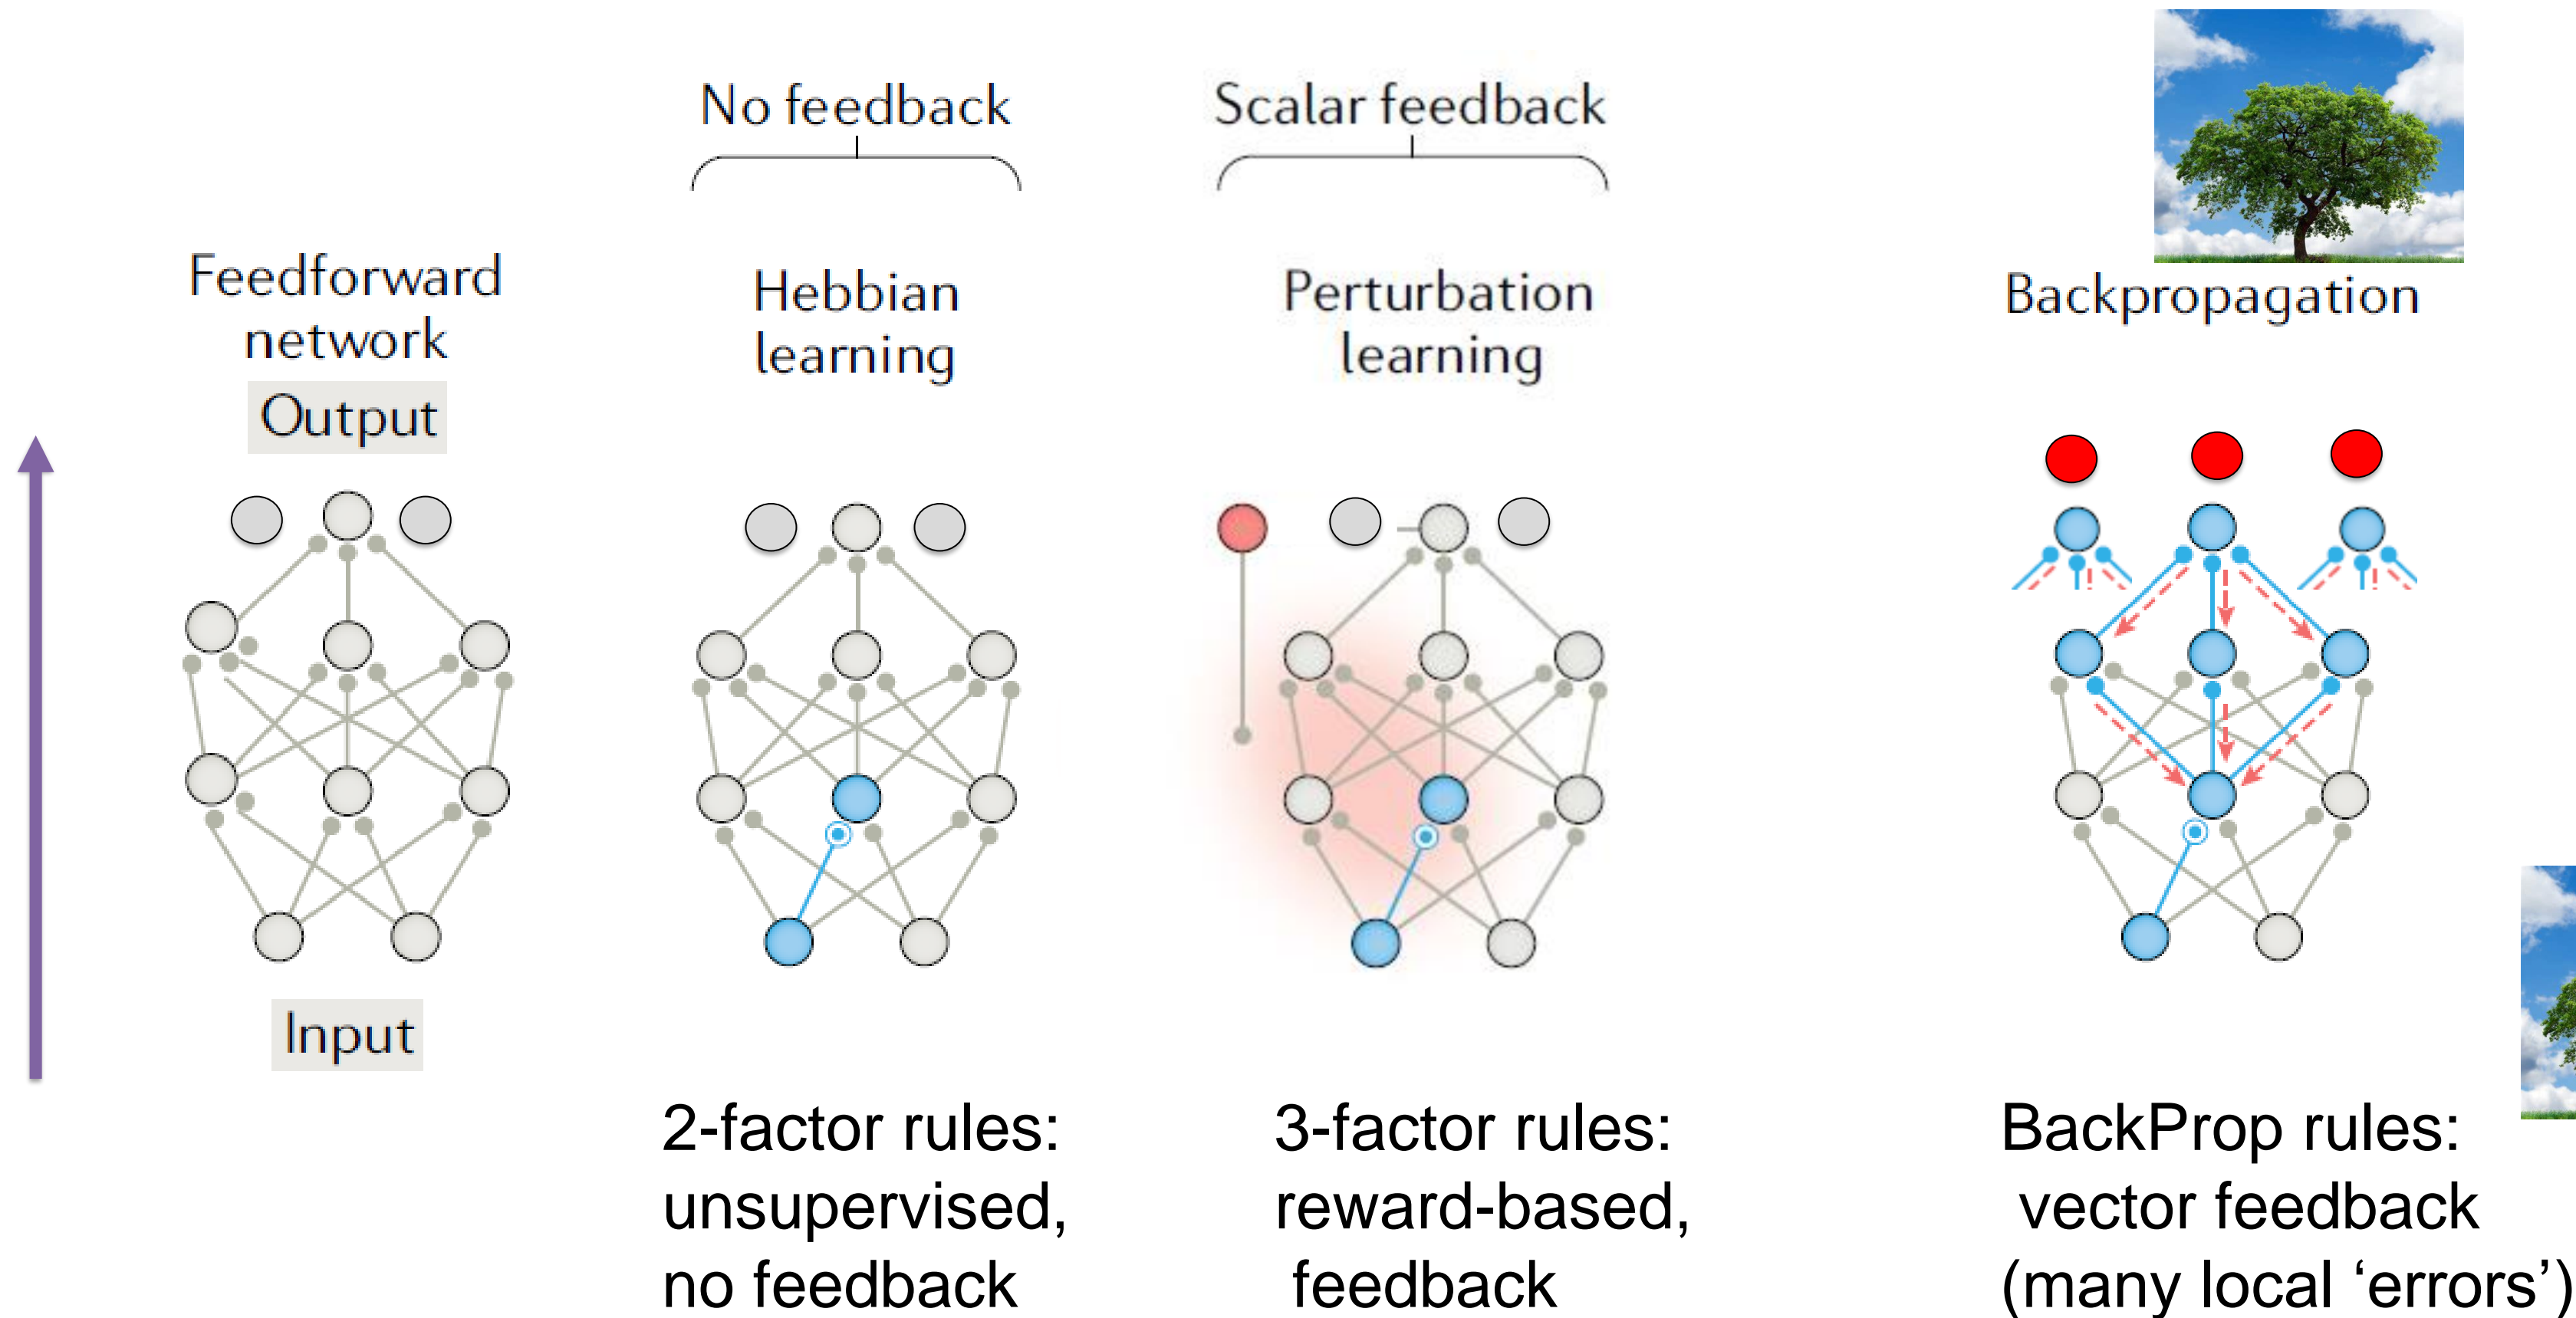 No feedback
Scalar feedback
Feedforward
network
Output
Input
Hebbian
learning
Perturbation
learning
Backpropagation
2-factor rules:
unsupervised,
no feedback
3-factor rules:
reward-based,
feedback
BackProp rules:
vector feedback
(many local ‘errors’)